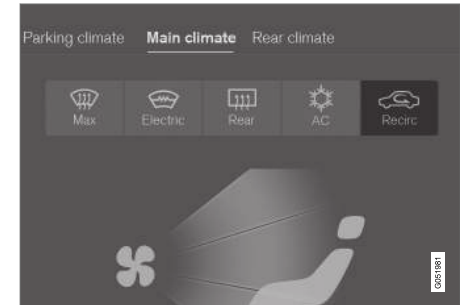 Parking climate Main climate Rear climate
Max Electric Rear AC Recirc
G051981